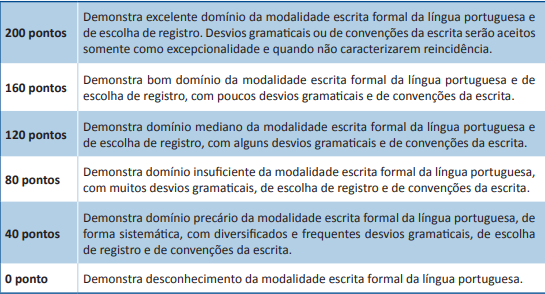 200 pontos
Demonstra excelente domínio da modalidade escrita formal da língua portuguesa e
de escolha de registro. Desvios gramaticais ou de convenções da escrita serão aceitos
somente como excepcionalidade e quando não caracterizarem reincidência.
160 pontos
Demonstra bom domínio da modalidade escrita formal da língua portuguesa e de
escolha de registro, com poucos desvios gramaticais e de convenções da escrita.
120 pontos
Demonstra domínio mediano da modalidade escrita formal da língua portuguesa e
de escolha de registro, com alguns desvios gramaticais e de convenções da escrita.
80 pontos
Demonstra domínio insuficiente da modalidade escrita formal da língua portuguesa,
com muitos desvios gramaticais, de escolha de registro e de convenções da escrita.
40 pontos
Demonstra domínio precário da modalidade escrita formal da língua portuguesa, de
forma sistemática, com diversificados e frequentes desvios gramaticais, de escolha
de registro e de convenções da escrita.
0 ponto
Demonstra desconhecimento da modalidade escrita formal da língua portuguesa.